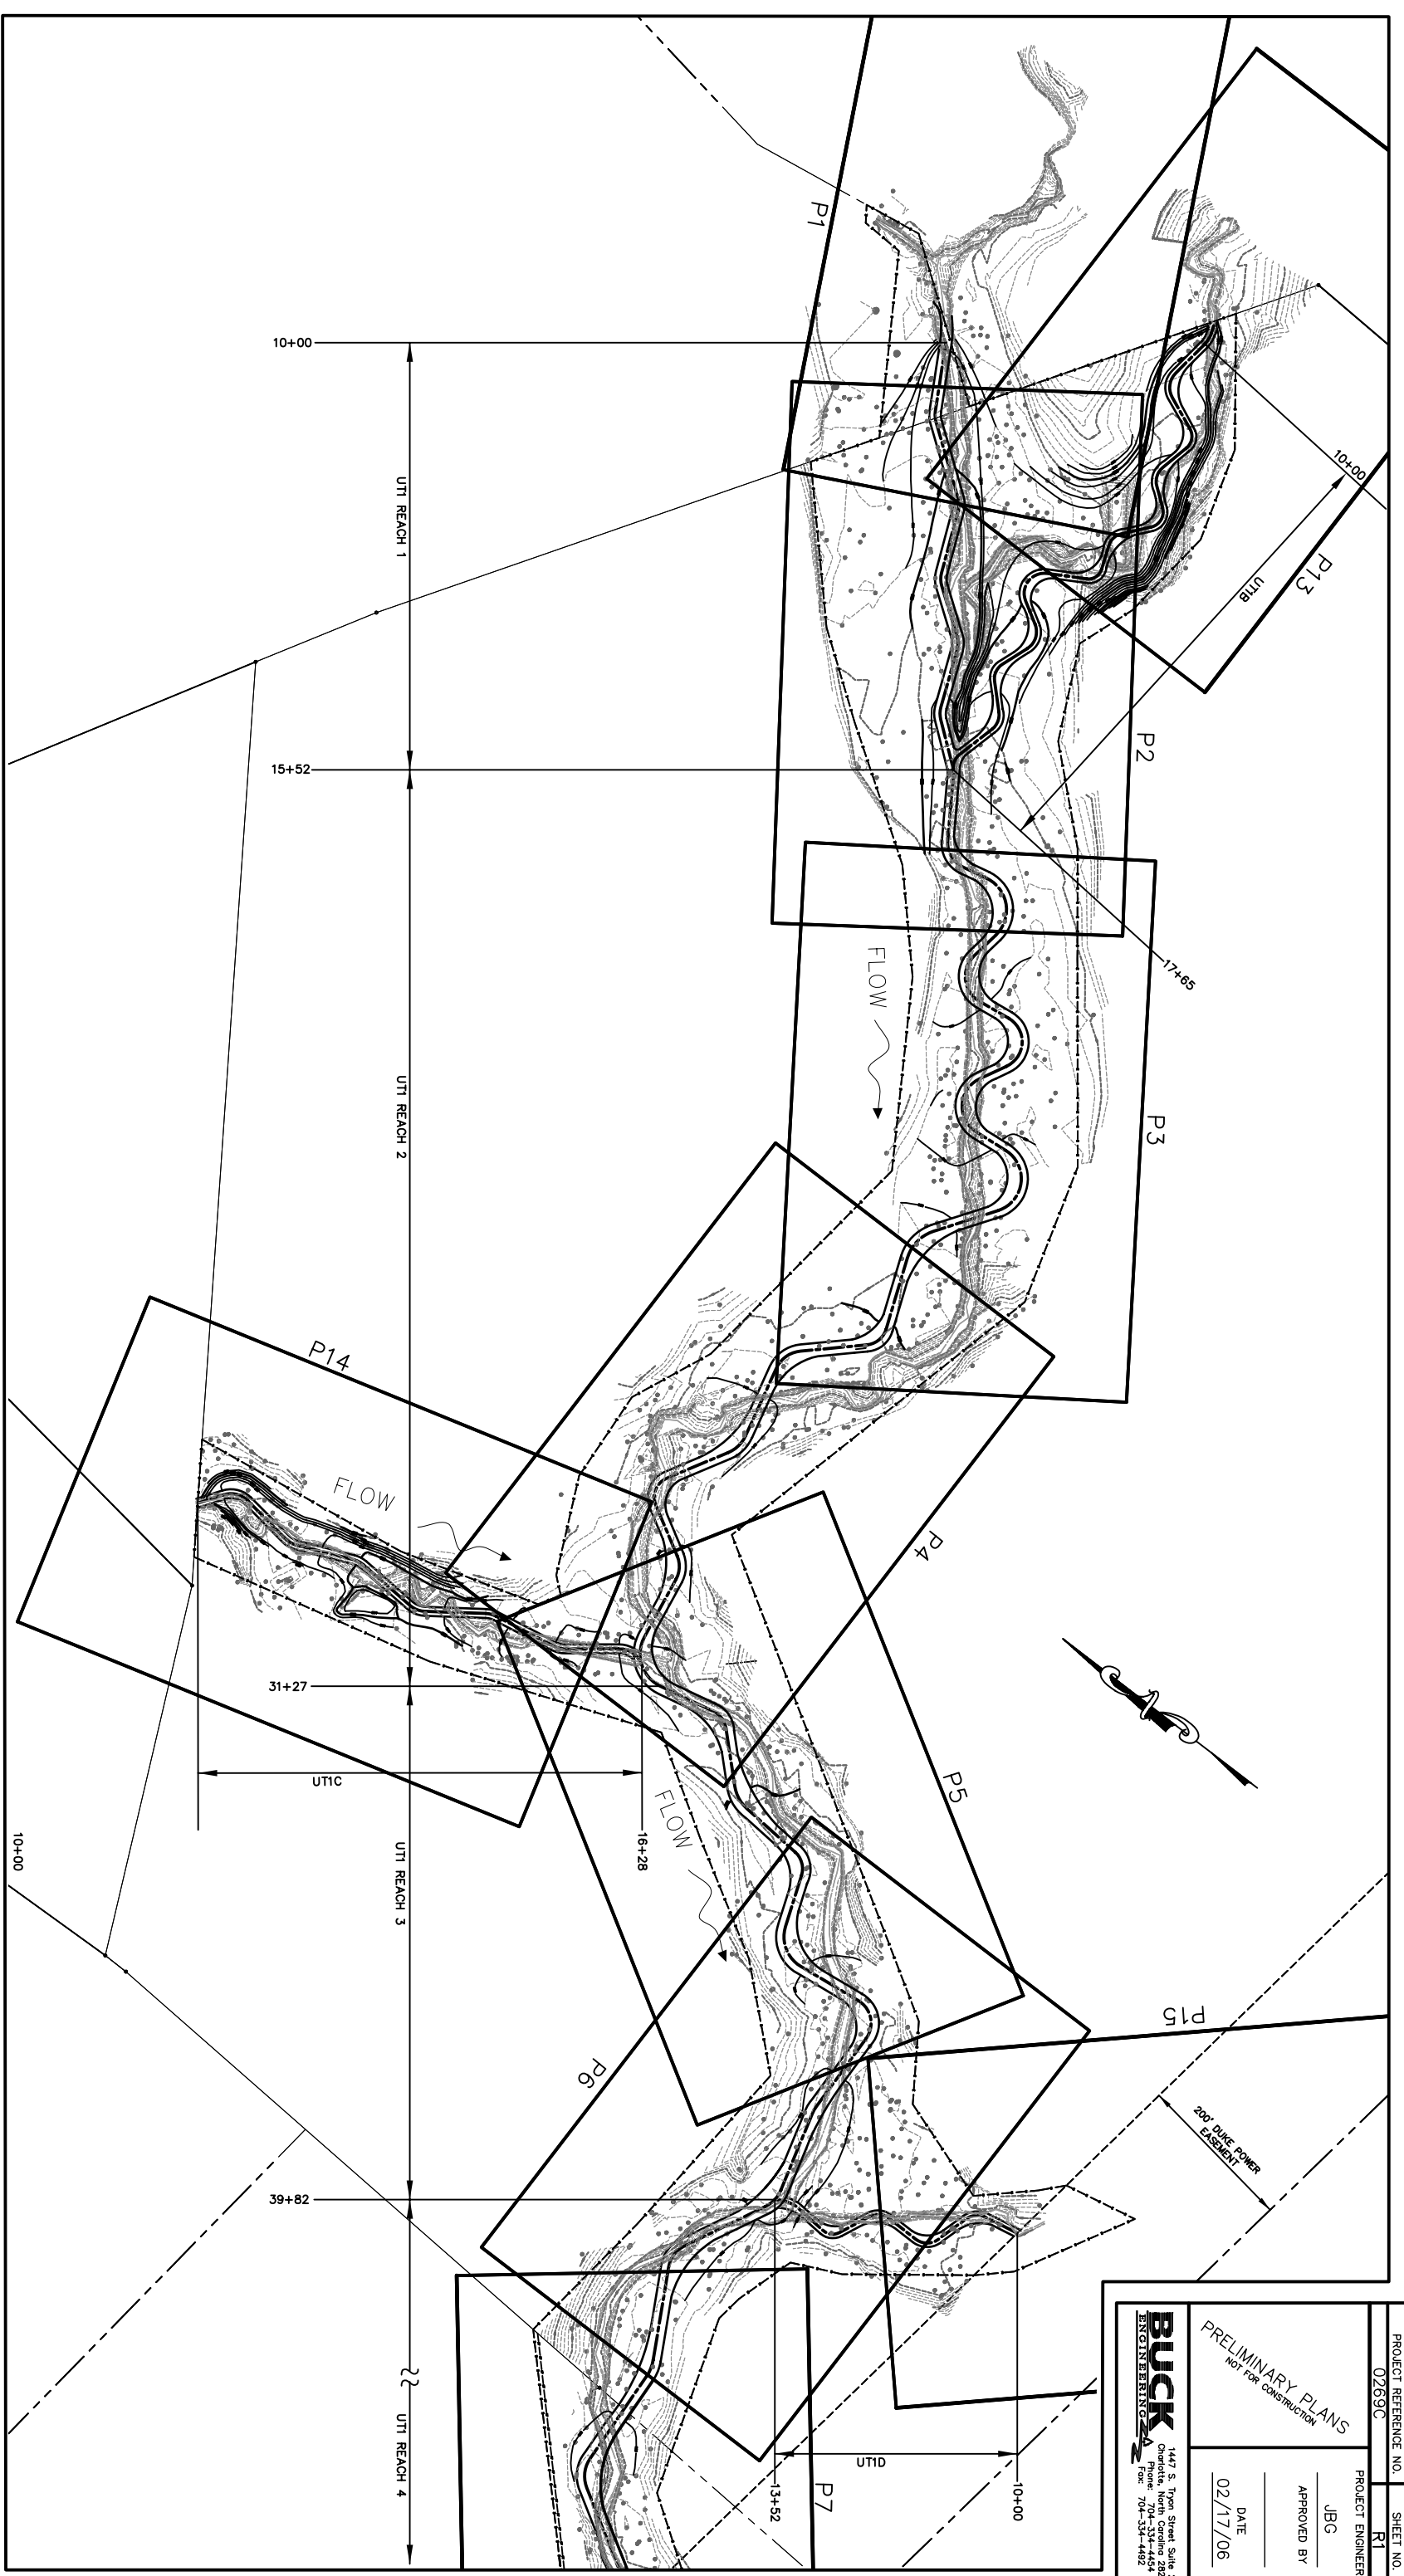 PROJECT REFERENCE NO.
SHEET NO.
0269C
R1
PROJECT ENGINEER
PRELIMINARY PLANS
NOT FOR CONSTRUCTION
JBG
APPROVED BY
DATE
02/17/06
BUCK
ENGINEERING
1447 S. Tryon Street Suite
Charlotte, North Carolina
Phone: 704-334-4454
Fax: 704-334-4492
P1
P13
10+00
UT1B
P2
17+65
P3
FLOW
10+00
UT1 REACH 1
15+52
UT1 REACH 2
31+27
UT1 REACH 3
39+82
UT1 REACH 4
P14
FLOW
P4
P5
UT1C
10+00
16+28
FLOW
P6
P15
200' DUKE POWER
EASEMENT
UT1D
10+00
13+52
P7